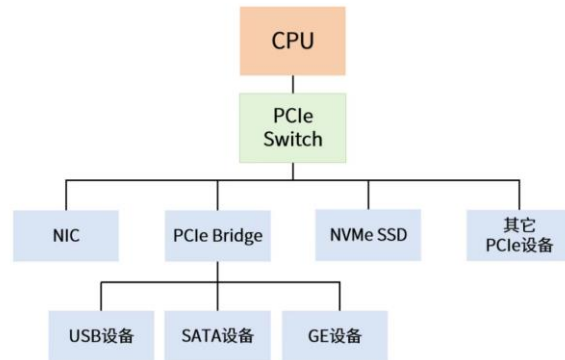 CPU
PCIe
Switch
NIC
PCIe Bridge
NVMe SSD
其它
PCIe设备
USB设备
SATA设备
GE设备